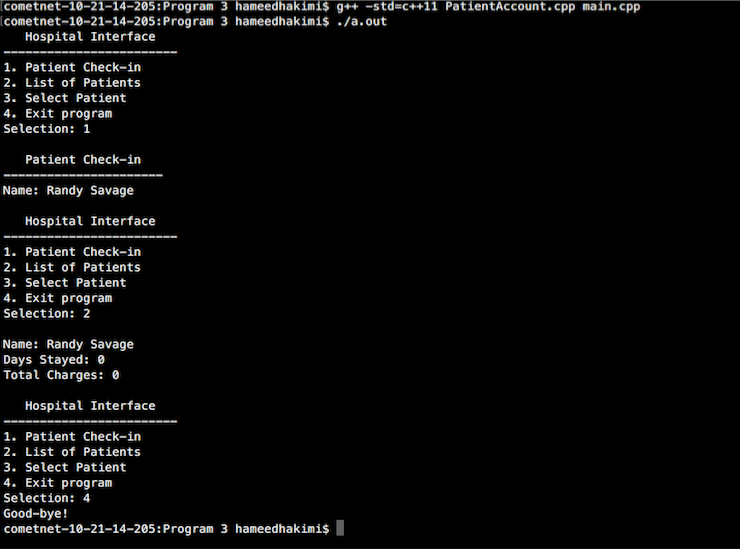 cometnet-10-21-14-205:Program 3 hameedhakimi$ g++ -std=c++11 PatientAccount.cpp main.cpp
cometnet-10-21-14-205:Program 3 hameedhakimi$ ./a.out
   Hospital Interface
------------------------
1. Patient Check-in
2. List of Patients
3. Select Patient
4. Exit program
Selection: 1

   Patient Check-in
----------------------
Name: Randy Savage

   Hospital Interface
------------------------
1. Patient Check-in
2. List of Patients
3. Select Patient
4. Exit program
Selection: 2

Name: Randy Savage
Days Stayed: 0
Total Charges: 0

   Hospital Interface
------------------------
1. Patient Check-in
2. List of Patients
3. Select Patient
4. Exit program
Selection: 4
Good-bye!
cometnet-10-21-14-205:Program 3 hameedhakimi$